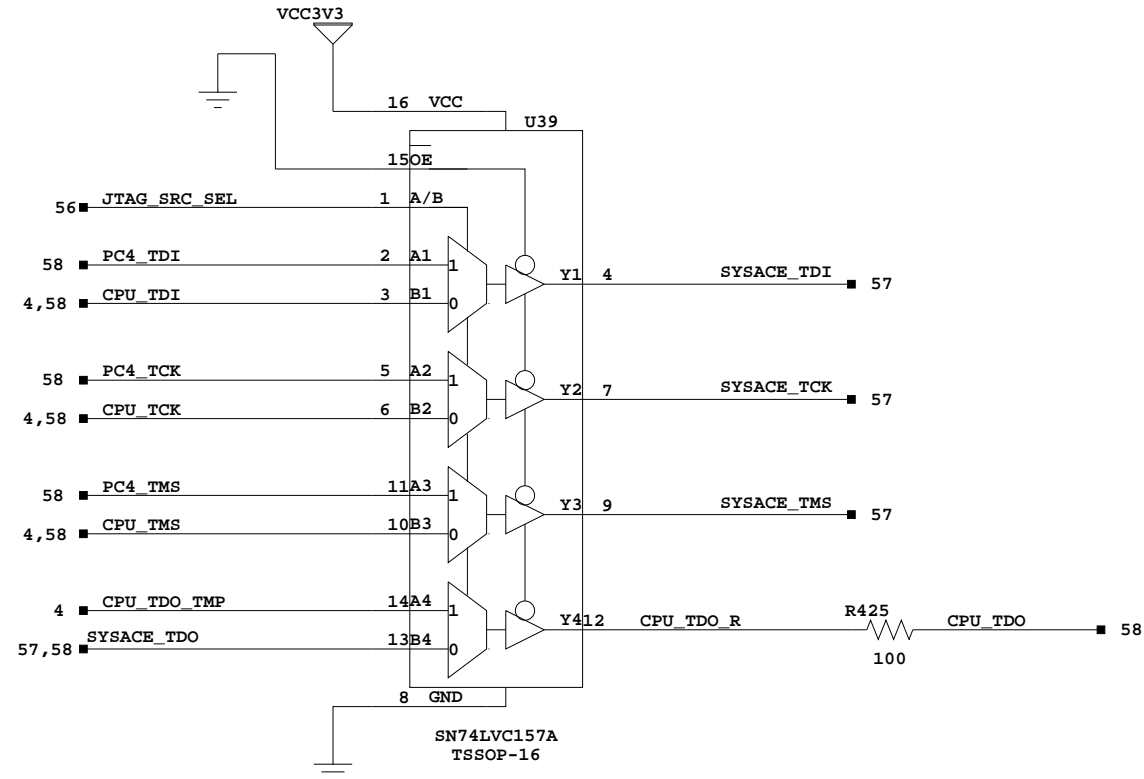 VCC3V3
16 VCC
U39
15 OE
56 JTAG_SRC_SEL 1 A/B
58 PC4_TDI 2 A1 1
Y1 4 SYSACE_TDI 57
4,58 CPU_TDI 3 B1 0
58 PC4_TCK 5 A2 1
Y2 7 SYSACE_TCK 57
4,58 CPU_TCK 6 B2 0
58 PC4_TMS 11 A3 1
Y3 9 SYSACE_TMS 57
4,58 CPU_TMS 10 B3 0
4 CPU_TDO_TMP 14 A4 1
Y4 12 CPU_TDO_R R425 CPU_TDO 58
57,58 SYSACE_TDO 13 B4 0
100
8 GND
SN74LVC157A
TSSOP-16